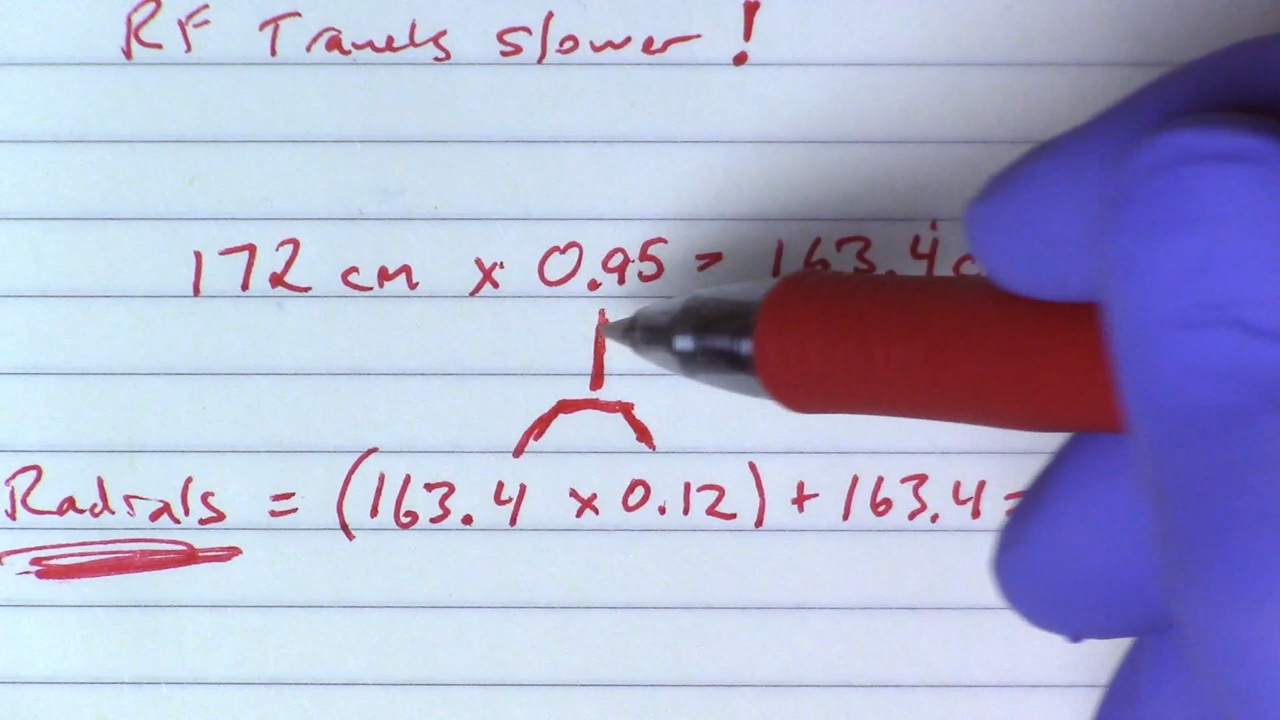 RF Travels slower!
172 cm x 0.95 = 163.4 c
Radials = (163.4 x 0.12) + 163.4 =